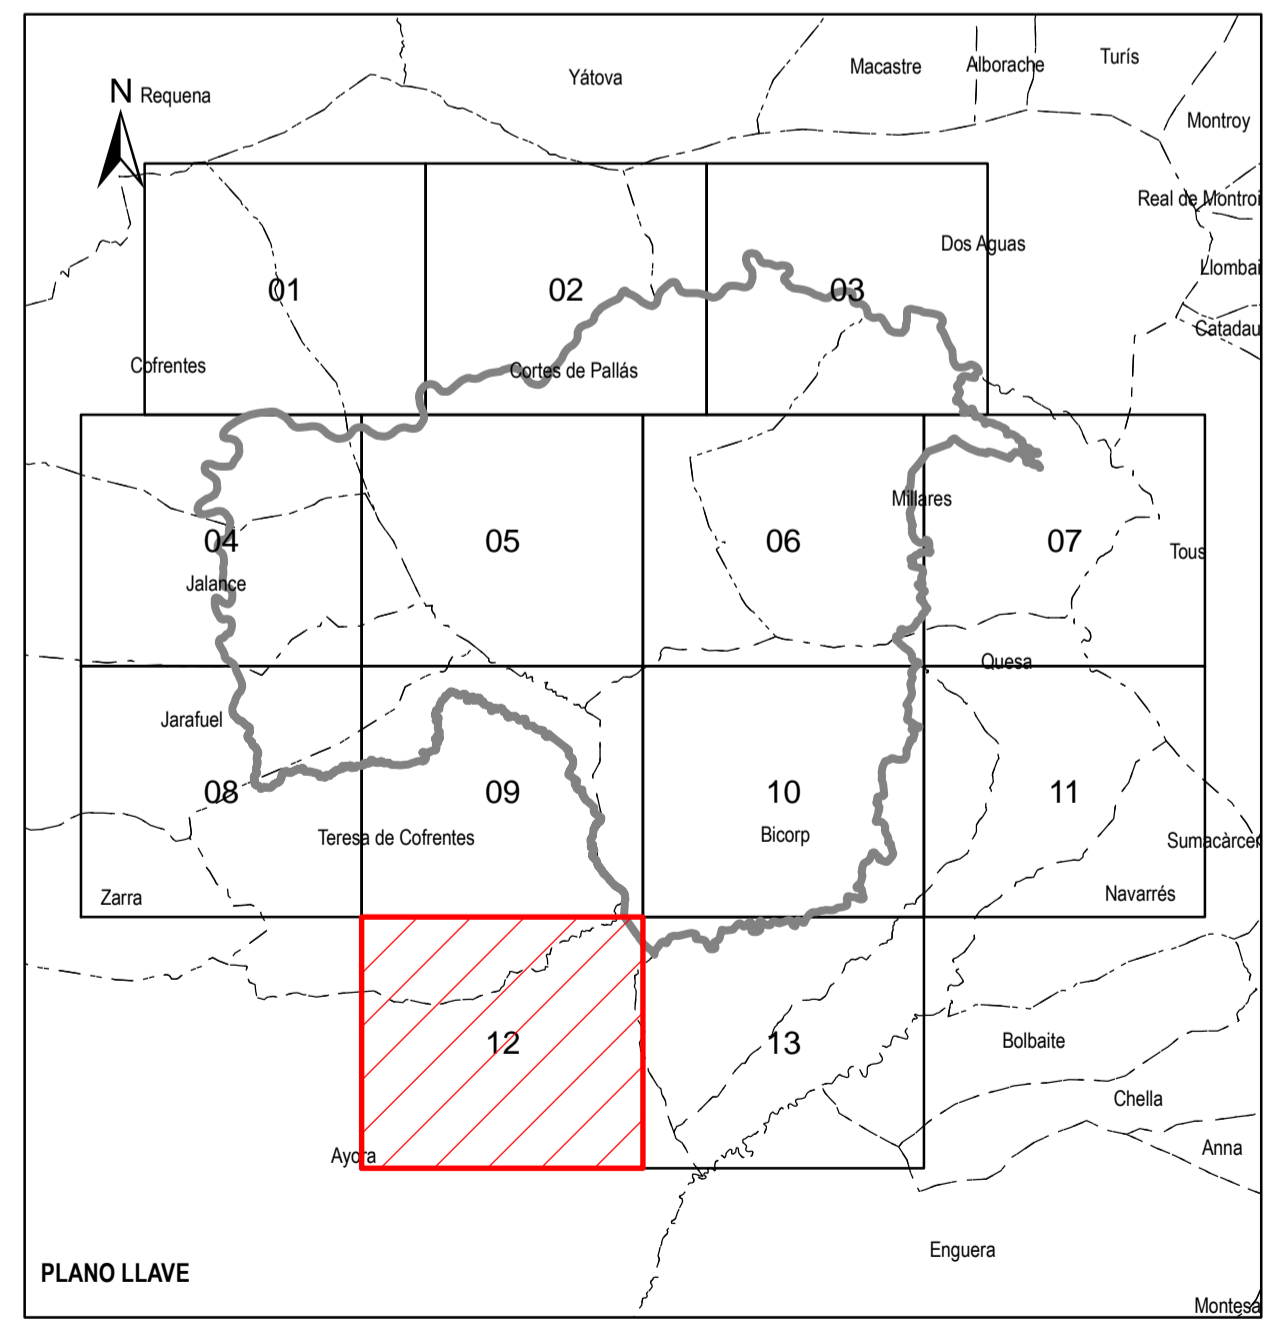 Yátova
Macastre
Alborache
Turís
N
Requena
Montroy
Real de Montroi
Dos Aguas
Llombai
01
02
03
Catadau
Cofrentes
Cortes de Pallás
Millares
04
05
06
07
Tous
Jalance
Quesa
Jarafuel
08
09
10
11
Teresa de Cofrentes
Bicorp
Sumacàrcer
Zarra
Navarrés
12
13
Bolbaite
Chella
Ayora
Anna
Enguera
PLANO LLAVE
Montesa